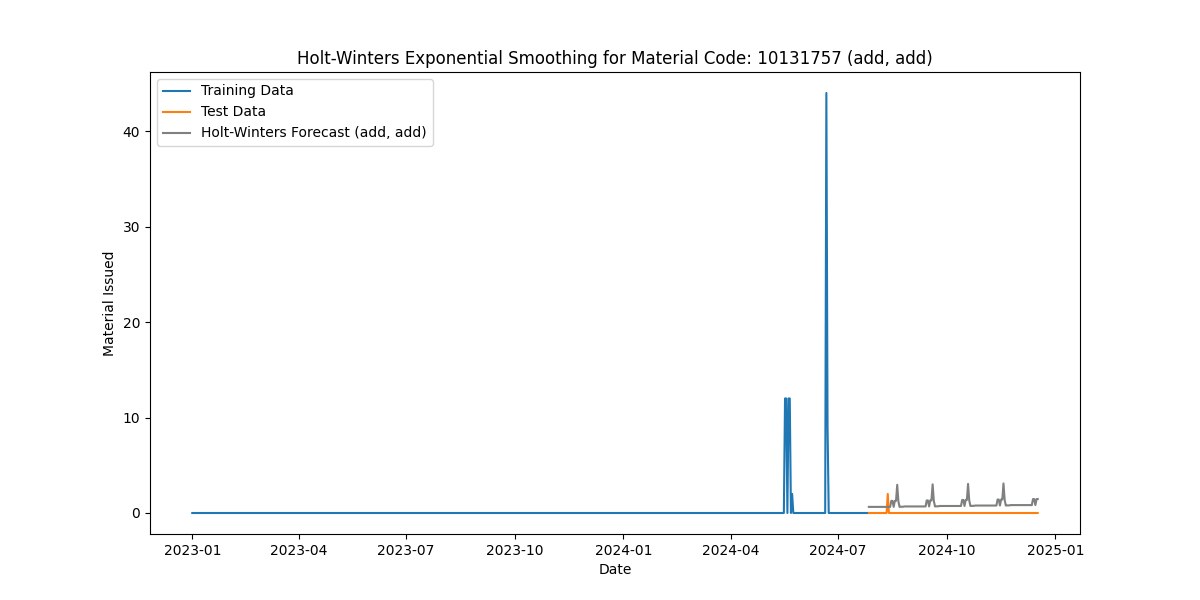 Holt-Winters Exponential Smoothing for Material Code: 10131757 (add, add)
Training Data
Test Data
Holt-Winters Forecast (add, add)
Material Issued
40
30
20
10
0
2023-01 2023-04 2023-07 2023-10 2024-01 2024-04 2024-07 2024-10 2025-01
Date